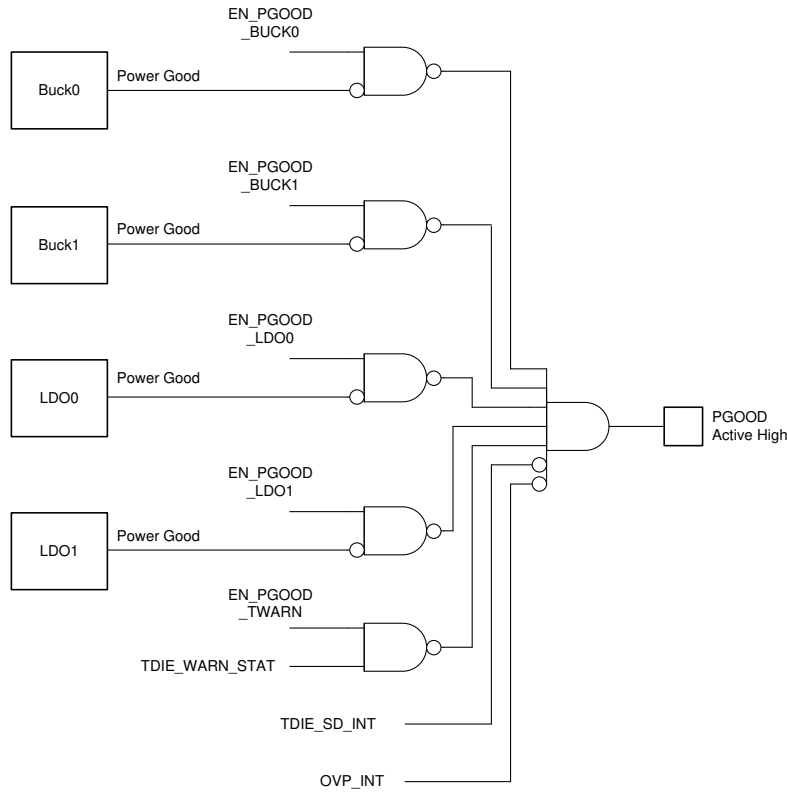 EN_PGOOD
_BUCK0
Buck0
Power Good
EN_PGOOD
_BUCK1
Buck1
Power Good
EN_PGOOD
_LDO0
LDO0
Power Good
PGOOD
Active High
EN_PGOOD
_LDO1
LDO1
Power Good
EN_PGOOD
_TWARN
TDIE_WARN_STAT
TDIE_SD_INT
OVP_INT